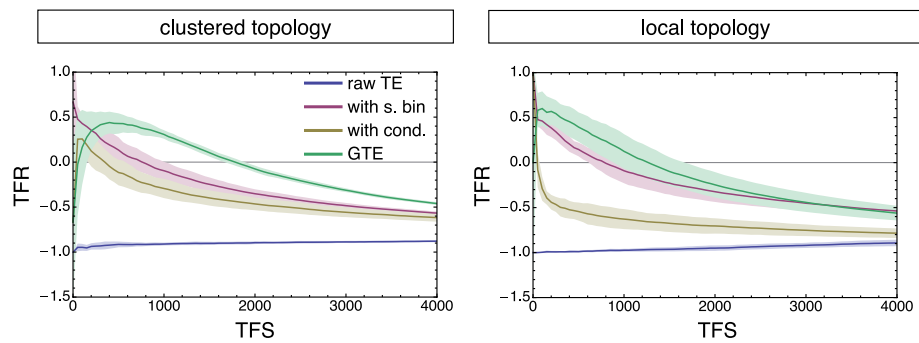 clustered topology
local topology
TFR
1.0
0.5
0.0
−0.5
−1.0
−1.5
raw TE
with s. bin
with cond.
GTE
0 1000 2000 3000 4000
TFS
TFR
1.0
0.5
0.0
−0.5
−1.0
−1.5
0 1000 2000 3000 4000
TFS